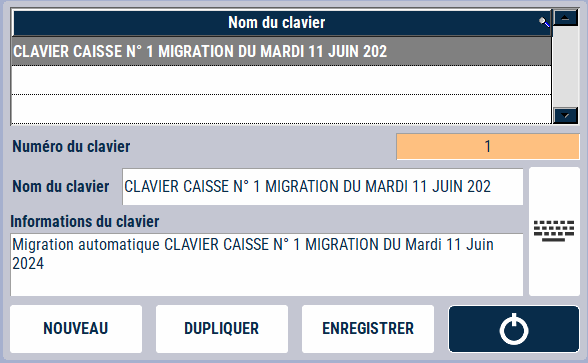 Nom du clavier
CLAVIER CAISSE N° 1 MIGRATION DU MARDI 11 JUIN 202
Numéro du clavier 1
Nom du clavier CLAVIER CAISSE N° 1 MIGRATION DU MARDI 11 JUIN 202
Informations du clavier
Migration automatique CLAVIER CAISSE N° 1 MIGRATION DU Mardi 11 Juin
2024
NOUVEAU DUPLIQUER ENREGISTRER